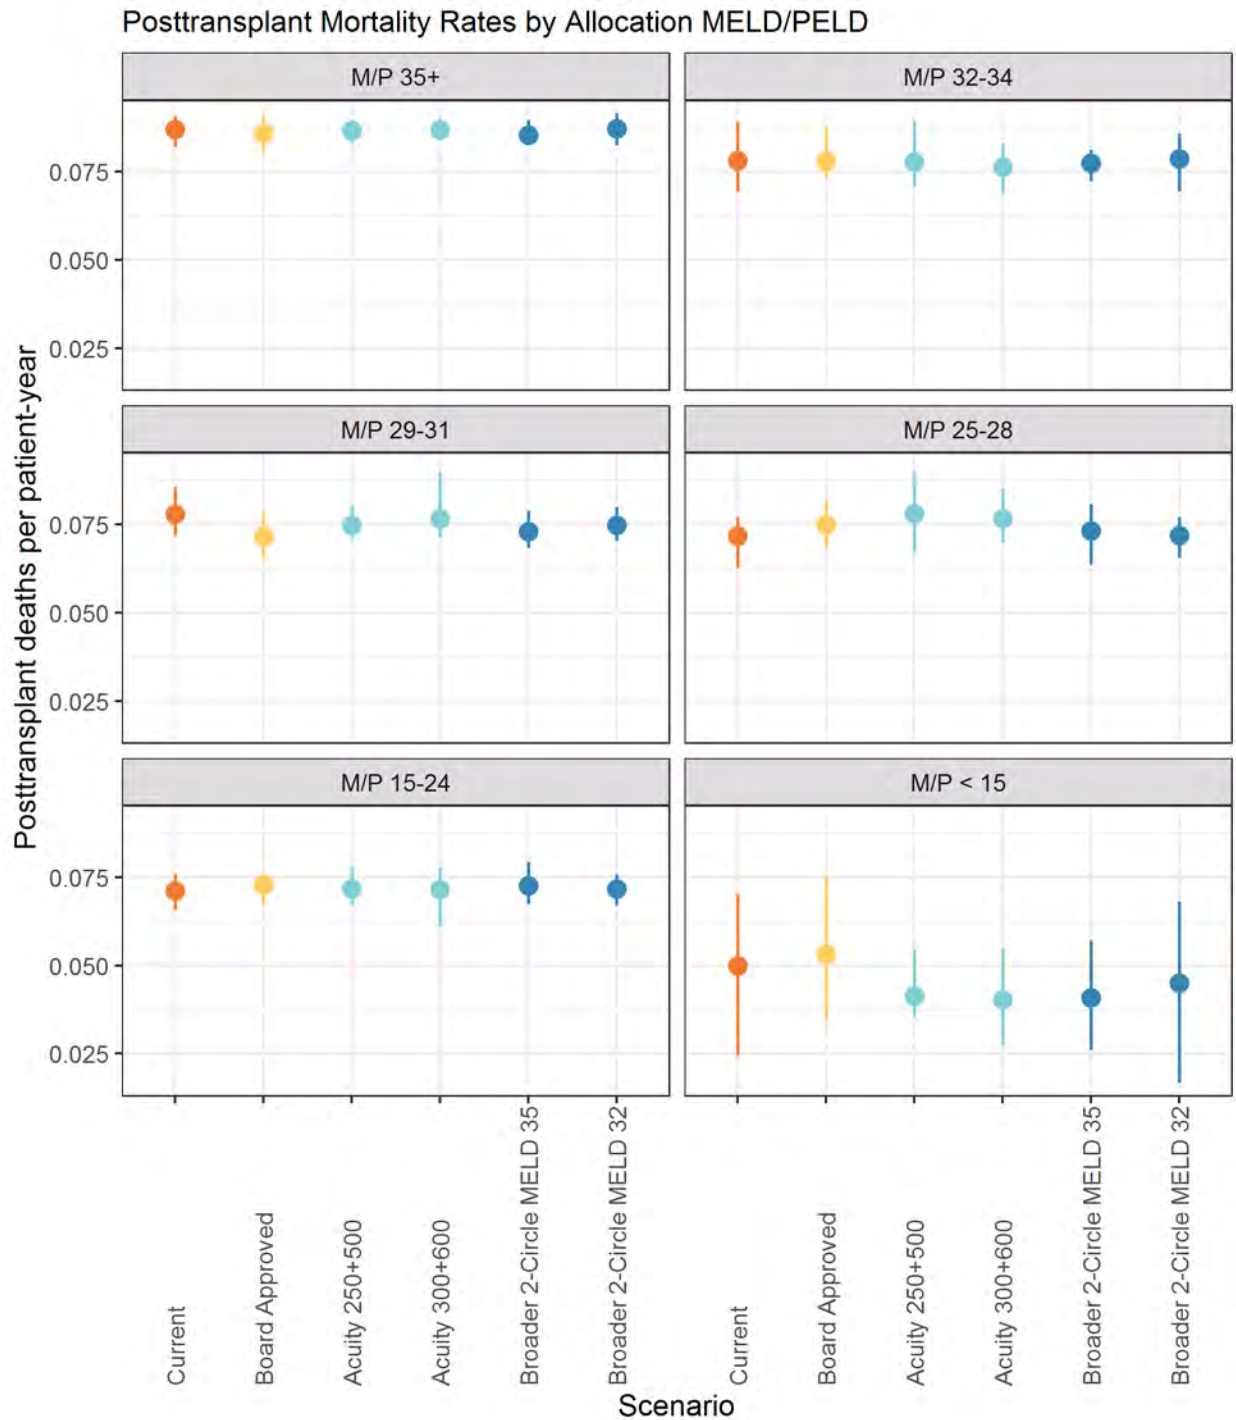 Posttransplant Mortality Rates by Allocation MELD/PELD
M/P 35+
M/P 32-34
0.075
0.050
0.025
M/P 29-31
M/P 25-28
0.075
0.050
0.025
M/P 15-24
M/P < 15
0.075
0.050
0.025
Posttransplant deaths per patient-year
Current
Board Approved
Acuity 250+500
Acuity 300+600
Broader 2-Circle MELD 35
Broader 2-Circle MELD 32
Current
Board Approved
Acuity 250+500
Acuity 300+600
Broader 2-Circle MELD 35
Broader 2-Circle MELD 32
Scenario